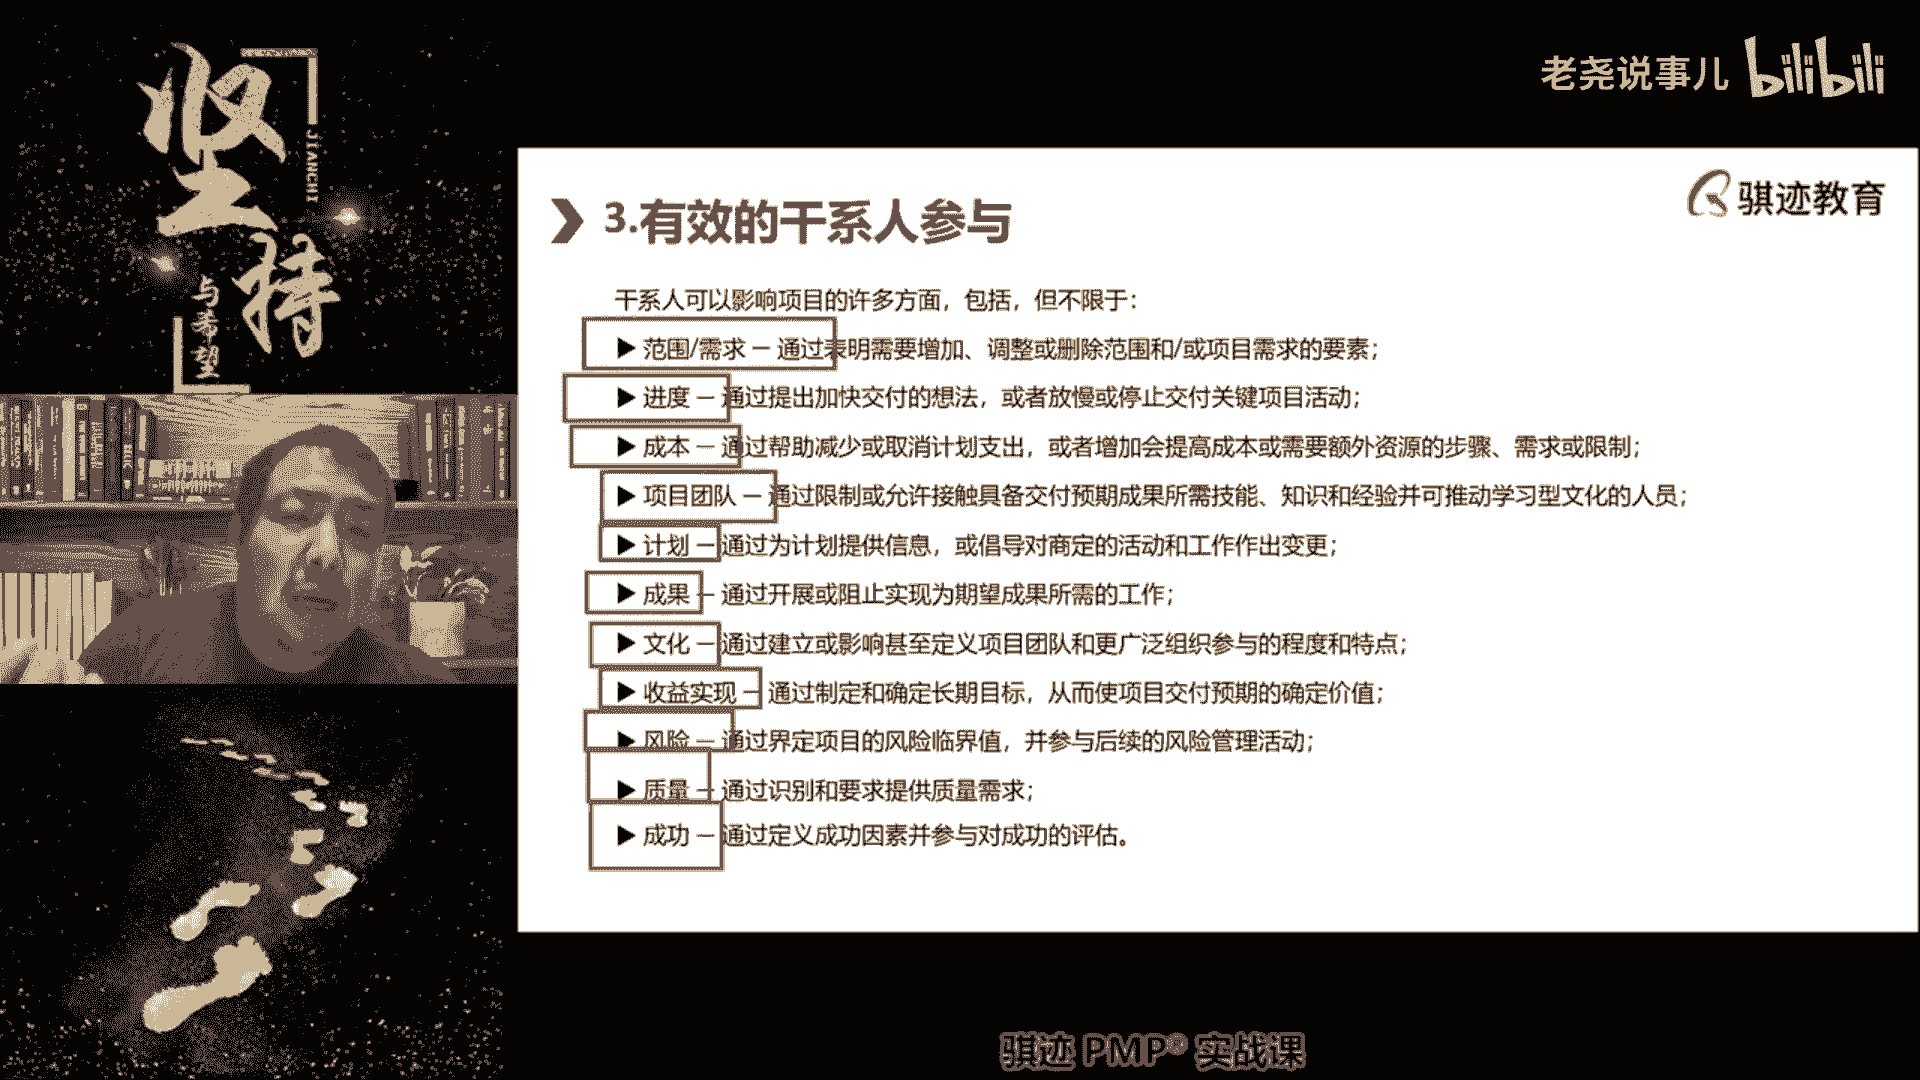 坚持
JIANCHI
与希望
老尧说事儿 bilibili
骐迹教育
3.有效的干系人参与
干系人可以影响项目的许多方面，包括，但不限于：
▶ 范围/需求 — 通过表明需要增加、调整或删除范围和/或项目需求的要素；
▶ 进度 — 通过提出加快交付的想法，或者放慢或停止交付关键项目活动；
▶ 成本 — 通过帮助减少或取消计划支出，或者增加会提高成本或需要额外资源的步骤、需求或限制；
▶ 项目团队 — 通过限制或允许接触具备交付预期成果所需技能、知识和经验并可推动学习型文化的人员；
▶ 计划 — 通过为计划提供信息，或倡导对商定的活动和工作作出变更；
▶ 成果 — 通过开展或阻止实现为期望成果所需的工作；
▶ 文化 — 通过建立或影响甚至定义项目团队和更广泛组织参与的程度和特点；
▶ 收益实现 — 通过制定和确定长期目标，从而使项目交付预期的确定价值；
▶ 风险 — 通过界定项目的风险临界值，并参与后续的风险管理活动；
▶ 质量 — 通过识别和要求提供质量需求；
▶ 成功 — 通过定义成功因素并参与对成功的评估。
骐迹 PMP® 实战课